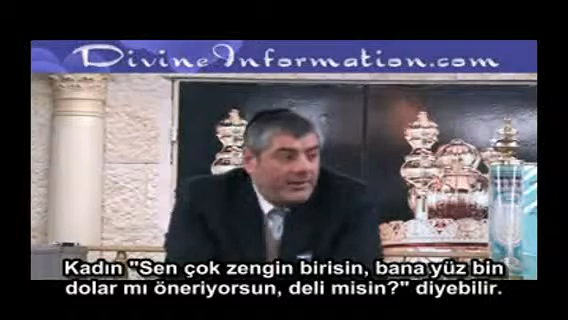 DivineInformation.com
Kadın "Sen çok zengin birisin, bana yüz bin
dolar mı öneriyorsun, deli misin?" diyebilir.